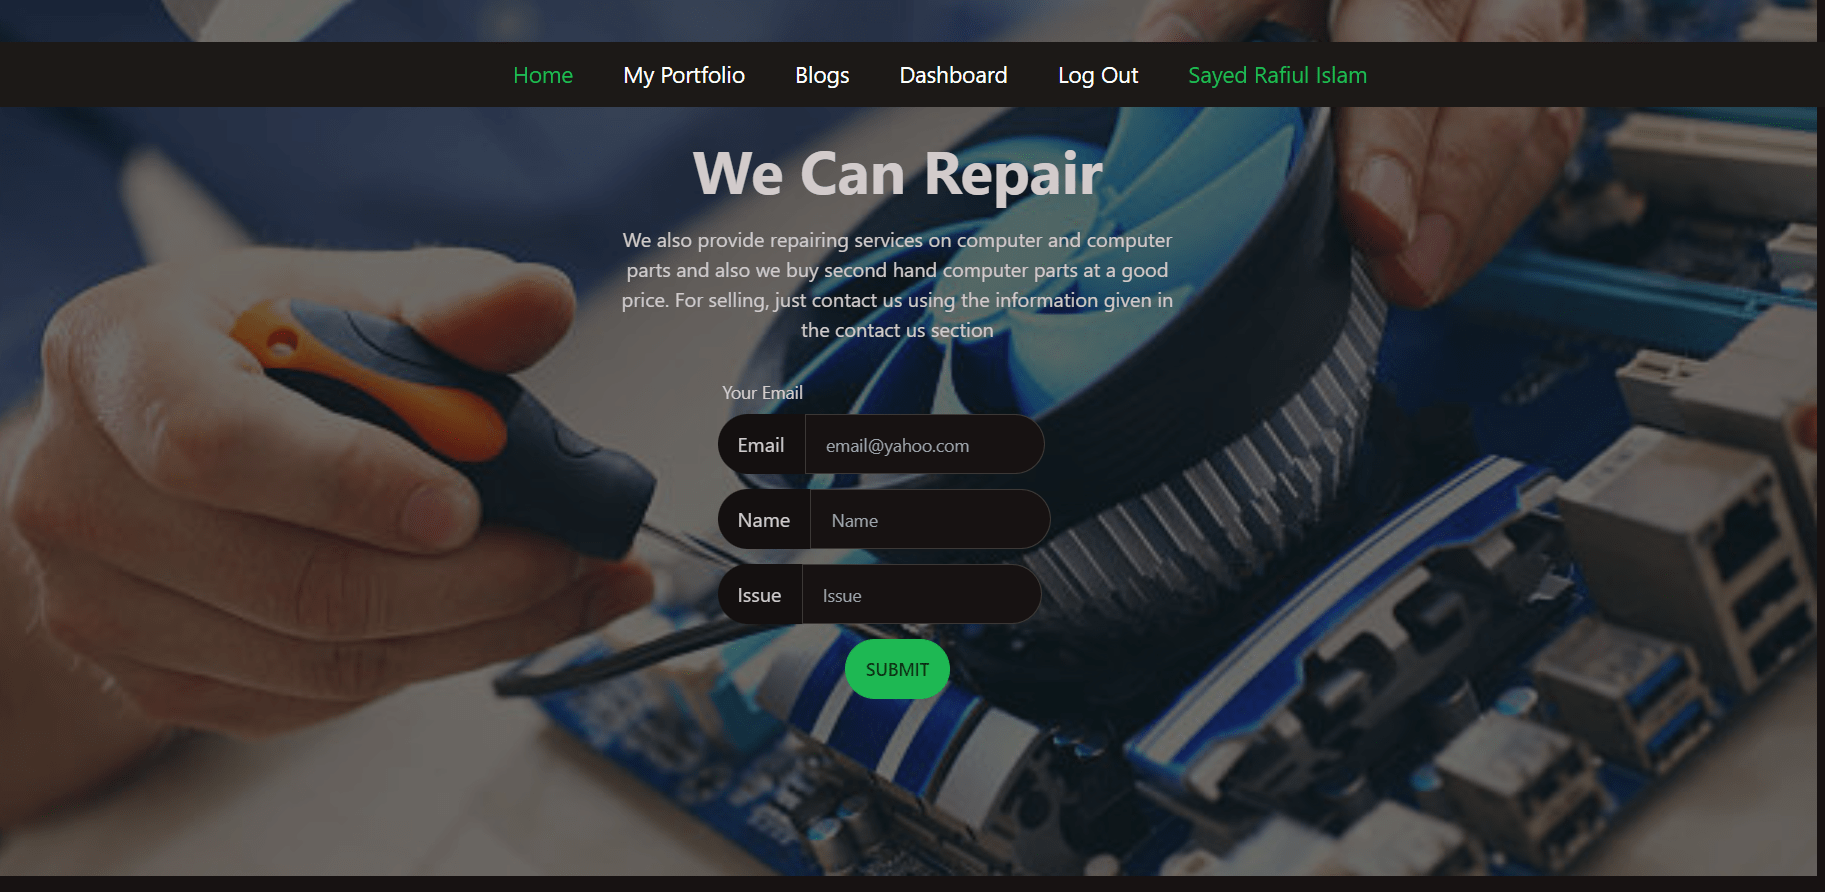 Home My Portfolio Blogs Dashboard Log Out Sayed Rafiul Islam
We Can Repair
We also provide repairing services on computer and computer
parts and also we buy second hand computer parts at a good
price. For selling, just contact us using the information given in
the contact us section
Your Email
Email email@yahoo.com
Name Name
Issue Issue
SUBMIT